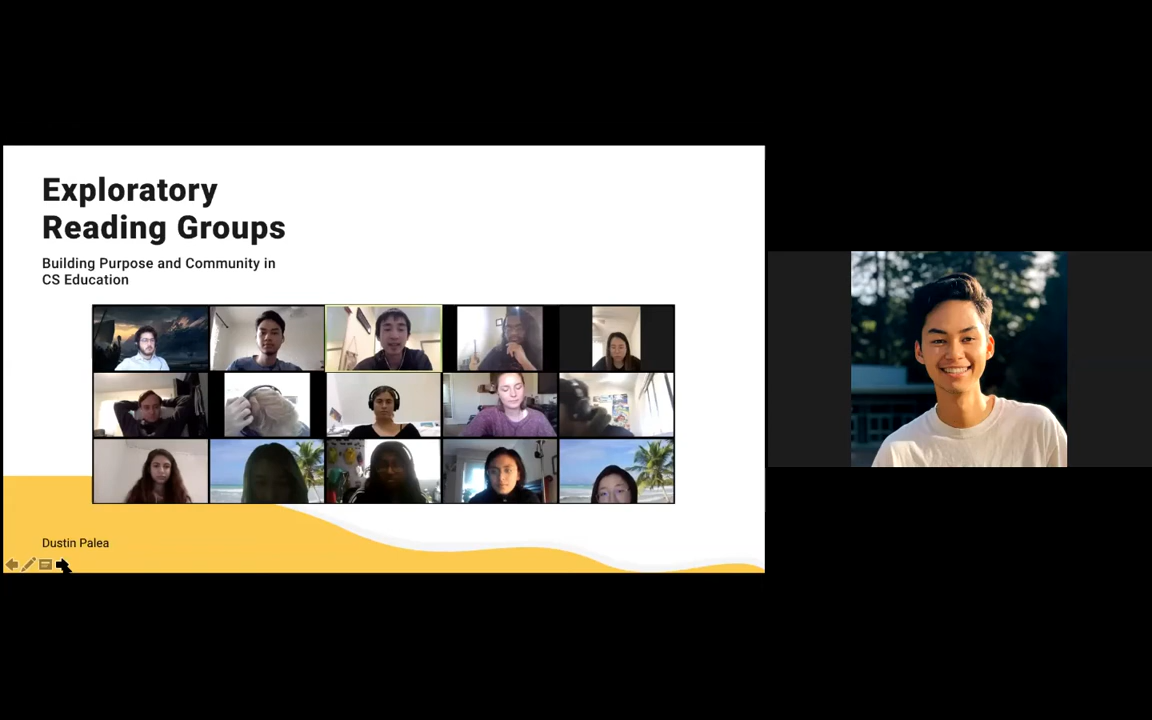 Exploratory
Reading Groups
Building Purpose and Community in
CS Education
Dustin Palea